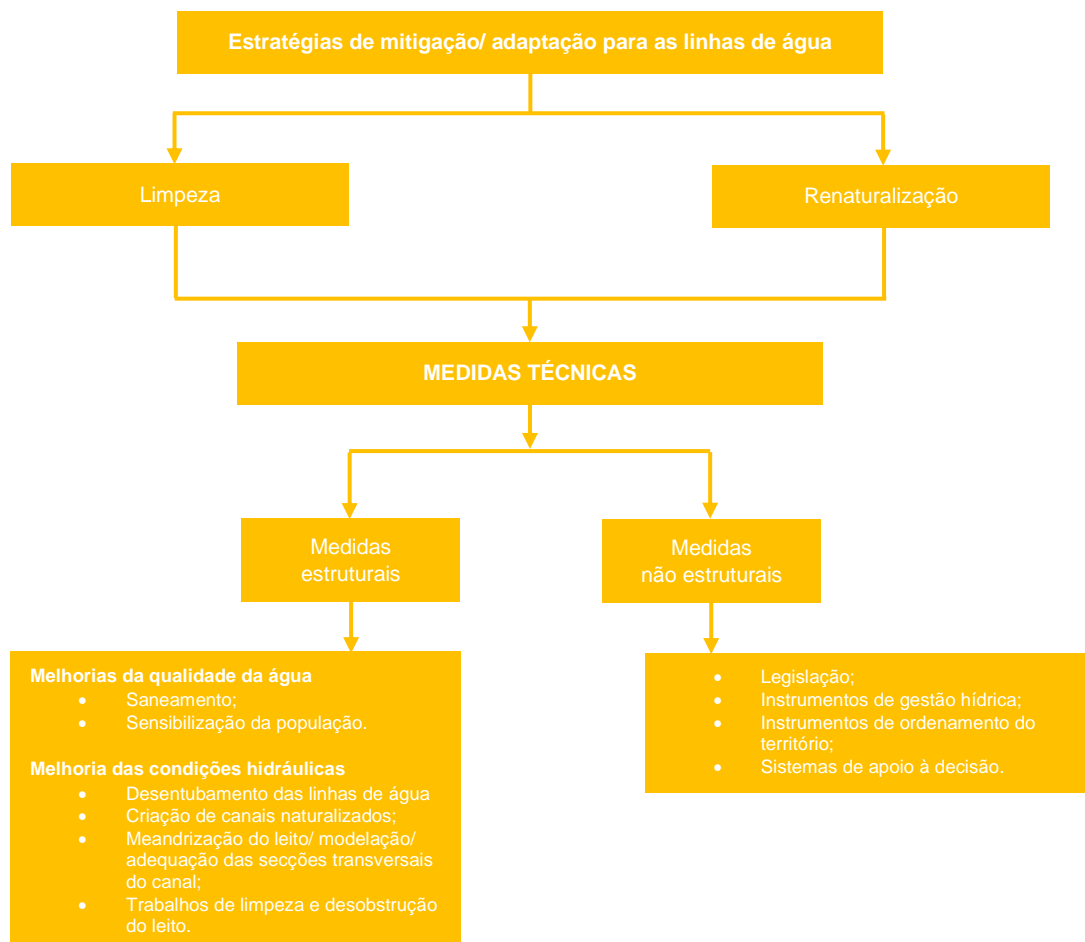 Estratégias de mitigação/ adaptação para as linhas de água
Limpeza
Renaturalização
MEDIDAS TÉCNICAS
Medidas
estruturais
Medidas
não estruturais
Melhorias da qualidade da água
• Saneamento;
• Sensibilização da população.
Melhoria das condições hidráulicas
• Desentubamento das linhas de água
• Criação de canais naturalizados;
• Meandrização do leito/ modelação/
adequação das secções transversais
do canal;
• Trabalhos de limpeza e desobstrução
do leito.
• Legislação;
• Instrumentos de gestão hídrica;
• Instrumentos de ordenamento do
território;
• Sistemas de apoio à decisão.